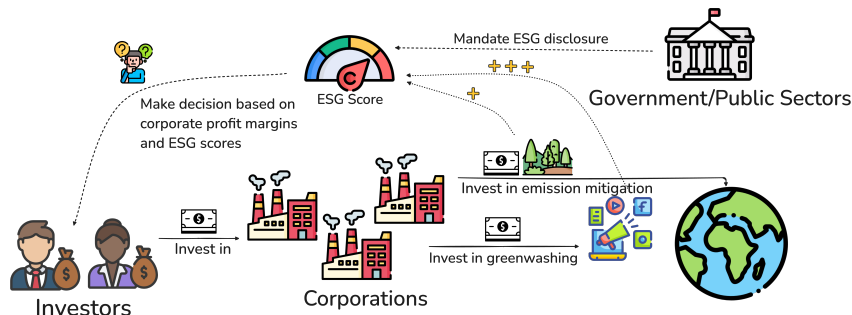 Mandate ESG disclosure
Government/Public Sectors
C
ESG Score
Make decision based on
corporate profit margins
and ESG scores
Invest in emission mitigation
Invest in
Invest in greenwashing
Investors
Corporations